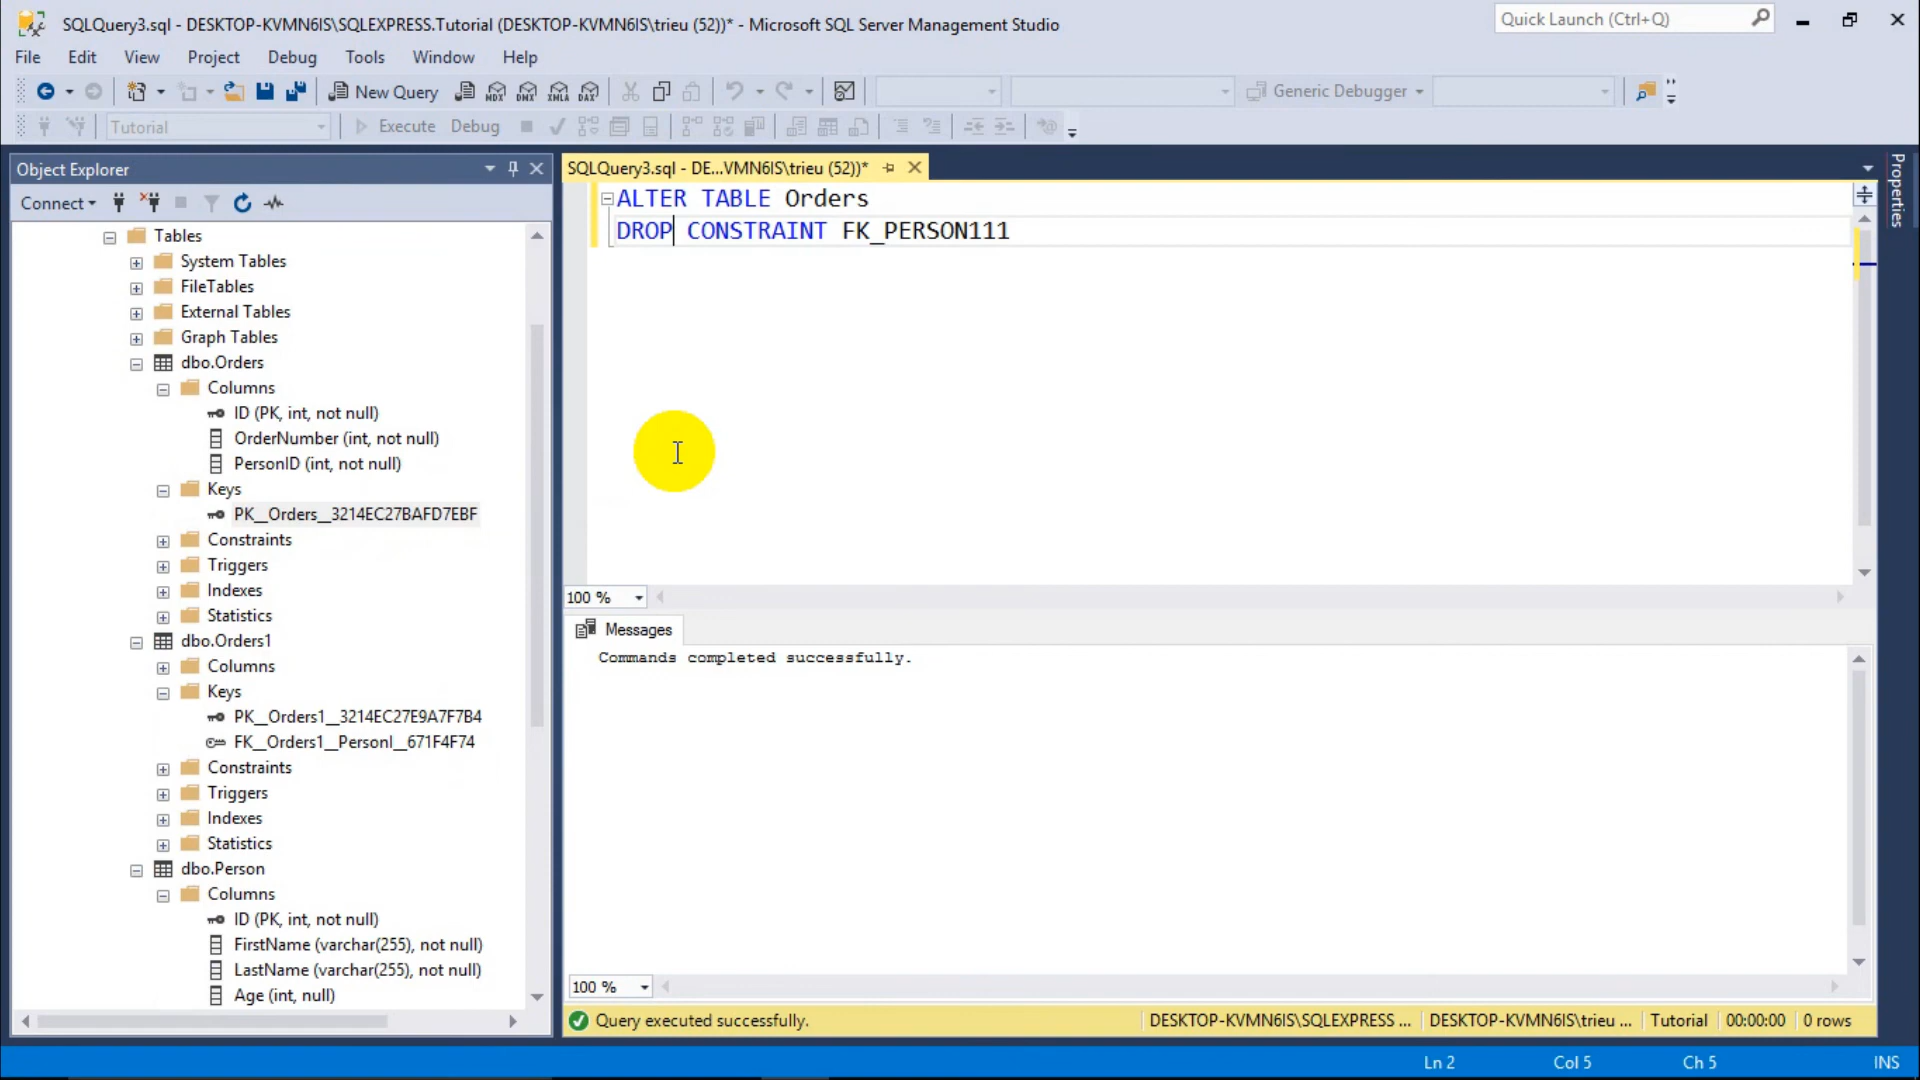 SQLQuery3.sql - DESKTOP-KVMN6IS\SQLEXPRESS.Tutorial (DESKTOP-KVMN6IS\trieu (52))* - Microsoft SQL Server Management Studio
Quick Launch (Ctrl+Q)
File Edit View Project Debug Tools Window Help
New Query MDX DMX XMLA DAX Generic Debugger
Tutorial Execute Debug
Object Explorer
Connect
Tables
System Tables
FileTables
External Tables
Graph Tables
dbo.Orders
Columns
ID (PK, int, not null)
OrderNumber (int, not null)
PersonID (int, not null)
Keys
PK__Orders__3214EC27BAFD7EBF
Constraints
Triggers
Indexes
Statistics
dbo.Orders1
Columns
Keys
PK__Orders1__3214EC27E9A7F7B4
FK__Orders1__PersonI__671F4F74
Constraints
Triggers
Indexes
Statistics
dbo.Person
Columns
ID (PK, int, not null)
FirstName (varchar(255), not null)
LastName (varchar(255), not null)
Age (int, null)
SQLQuery3.sql - DE...VMN6IS\trieu (52))*
ALTER TABLE Orders
DROP CONSTRAINT FK_PERSON111
100 %
Messages
Commands completed successfully.
100 %
Query executed successfully.
DESKTOP-KVMN6IS\SQLEXPRESS ... DESKTOP-KVMN6IS\trieu ... Tutorial 00:00:00 0 rows
Properties
Ln 2 Col 5 Ch 5 INS